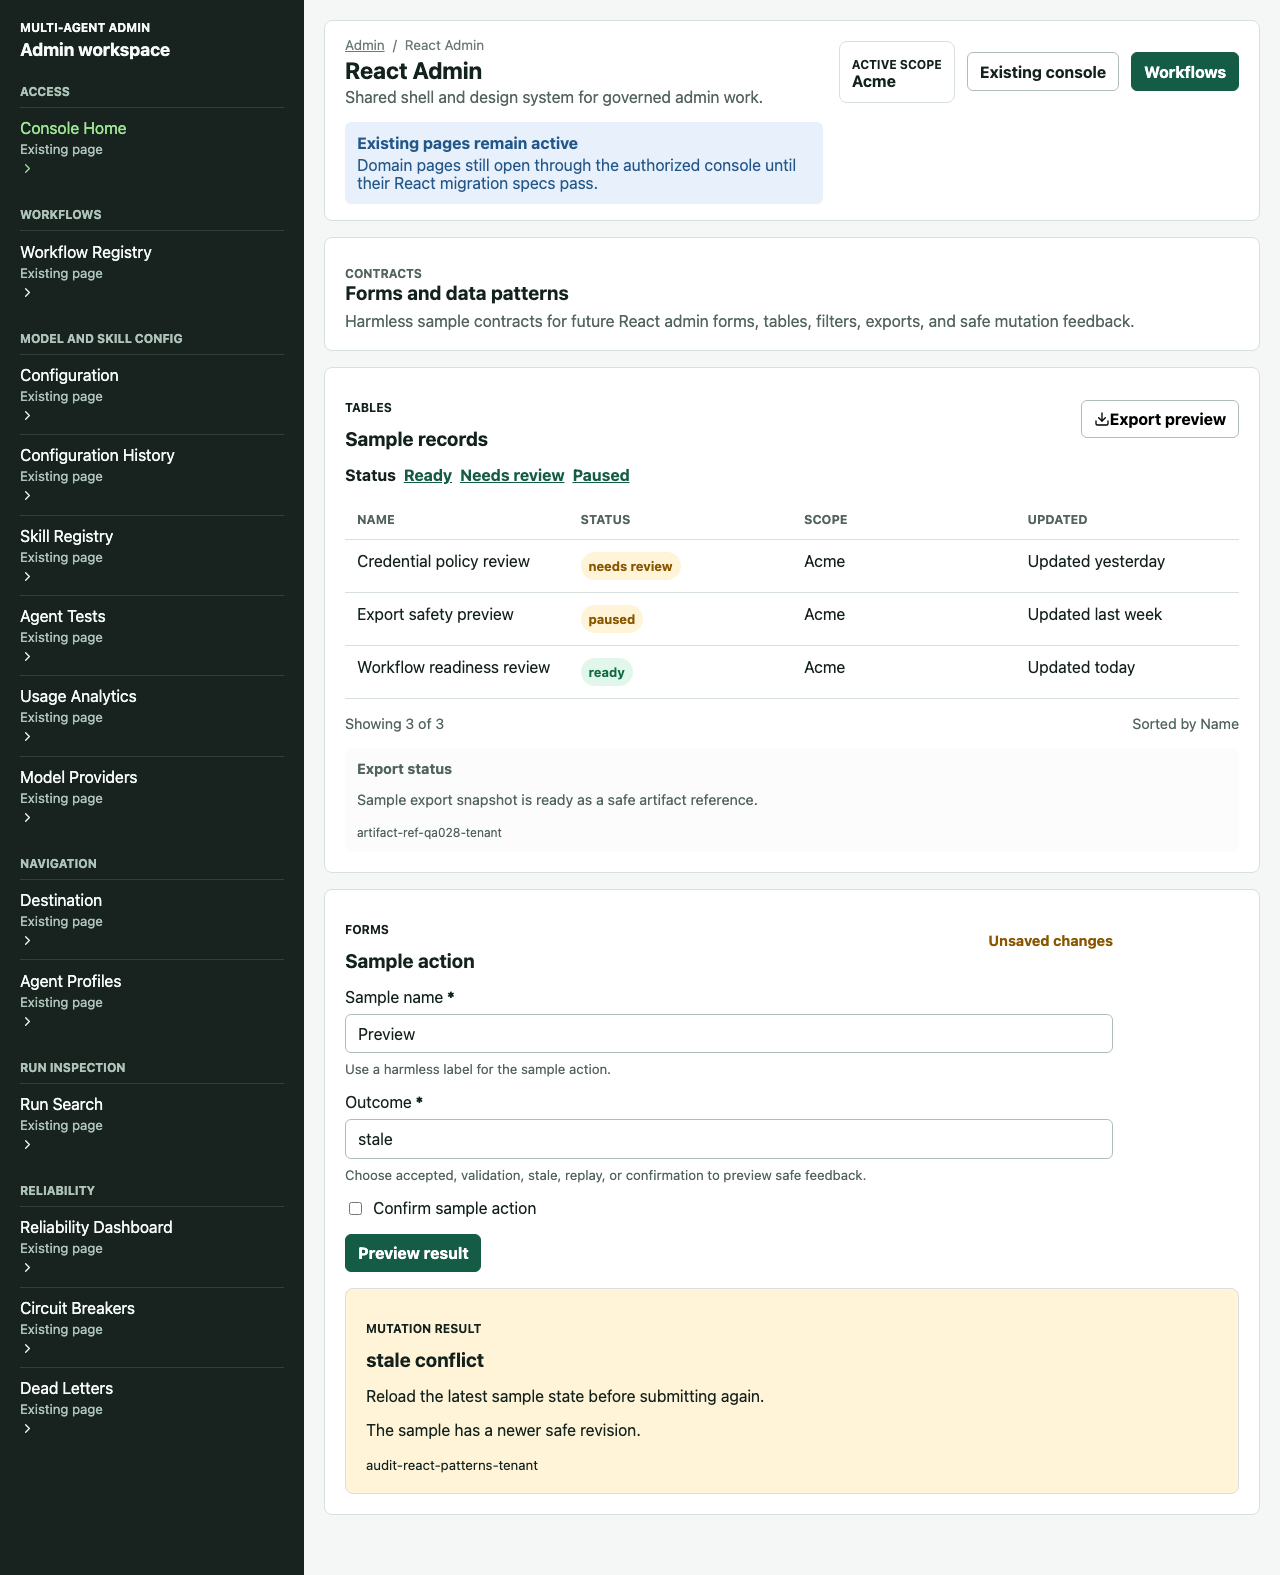 MULTI-AGENT ADMIN
Admin workspace
ACCESS
Console Home
Existing page
WORKFLOWS
Workflow Registry
Existing page
MODEL AND SKILL CONFIG
Configuration
Existing page
Configuration History
Existing page
Skill Registry
Existing page
Agent Tests
Existing page
Usage Analytics
Existing page
Model Providers
Existing page
NAVIGATION
Destination
Existing page
Agent Profiles
Existing page
RUN INSPECTION
Run Search
Existing page
RELIABILITY
Reliability Dashboard
Existing page
Circuit Breakers
Existing page
Dead Letters
Existing page
Admin / React Admin
React Admin
Shared shell and design system for governed admin work.
ACTIVE SCOPE
Acme
Existing console
Workflows
Existing pages remain active
Domain pages still open through the authorized console until
their React migration specs pass.
CONTRACTS
Forms and data patterns
Harmless sample contracts for future React admin forms, tables, filters, exports, and safe mutation feedback.
TABLES
Sample records
Export preview
Status Ready Needs review Paused
NAME STATUS SCOPE UPDATED
Credential policy review needs review Acme Updated yesterday
Export safety preview paused Acme Updated last week
Workflow readiness review ready Acme Updated today
Showing 3 of 3 Sorted by Name
Export status
Sample export snapshot is ready as a safe artifact reference.
artifact-ref-qa028-tenant
FORMS
Sample action
Unsaved changes
Sample name *
Preview
Use a harmless label for the sample action.
Outcome *
stale
Choose accepted, validation, stale, replay, or confirmation to preview safe feedback.
Confirm sample action
Preview result
MUTATION RESULT
stale conflict
Reload the latest sample state before submitting again.
The sample has a newer safe revision.
audit-react-patterns-tenant